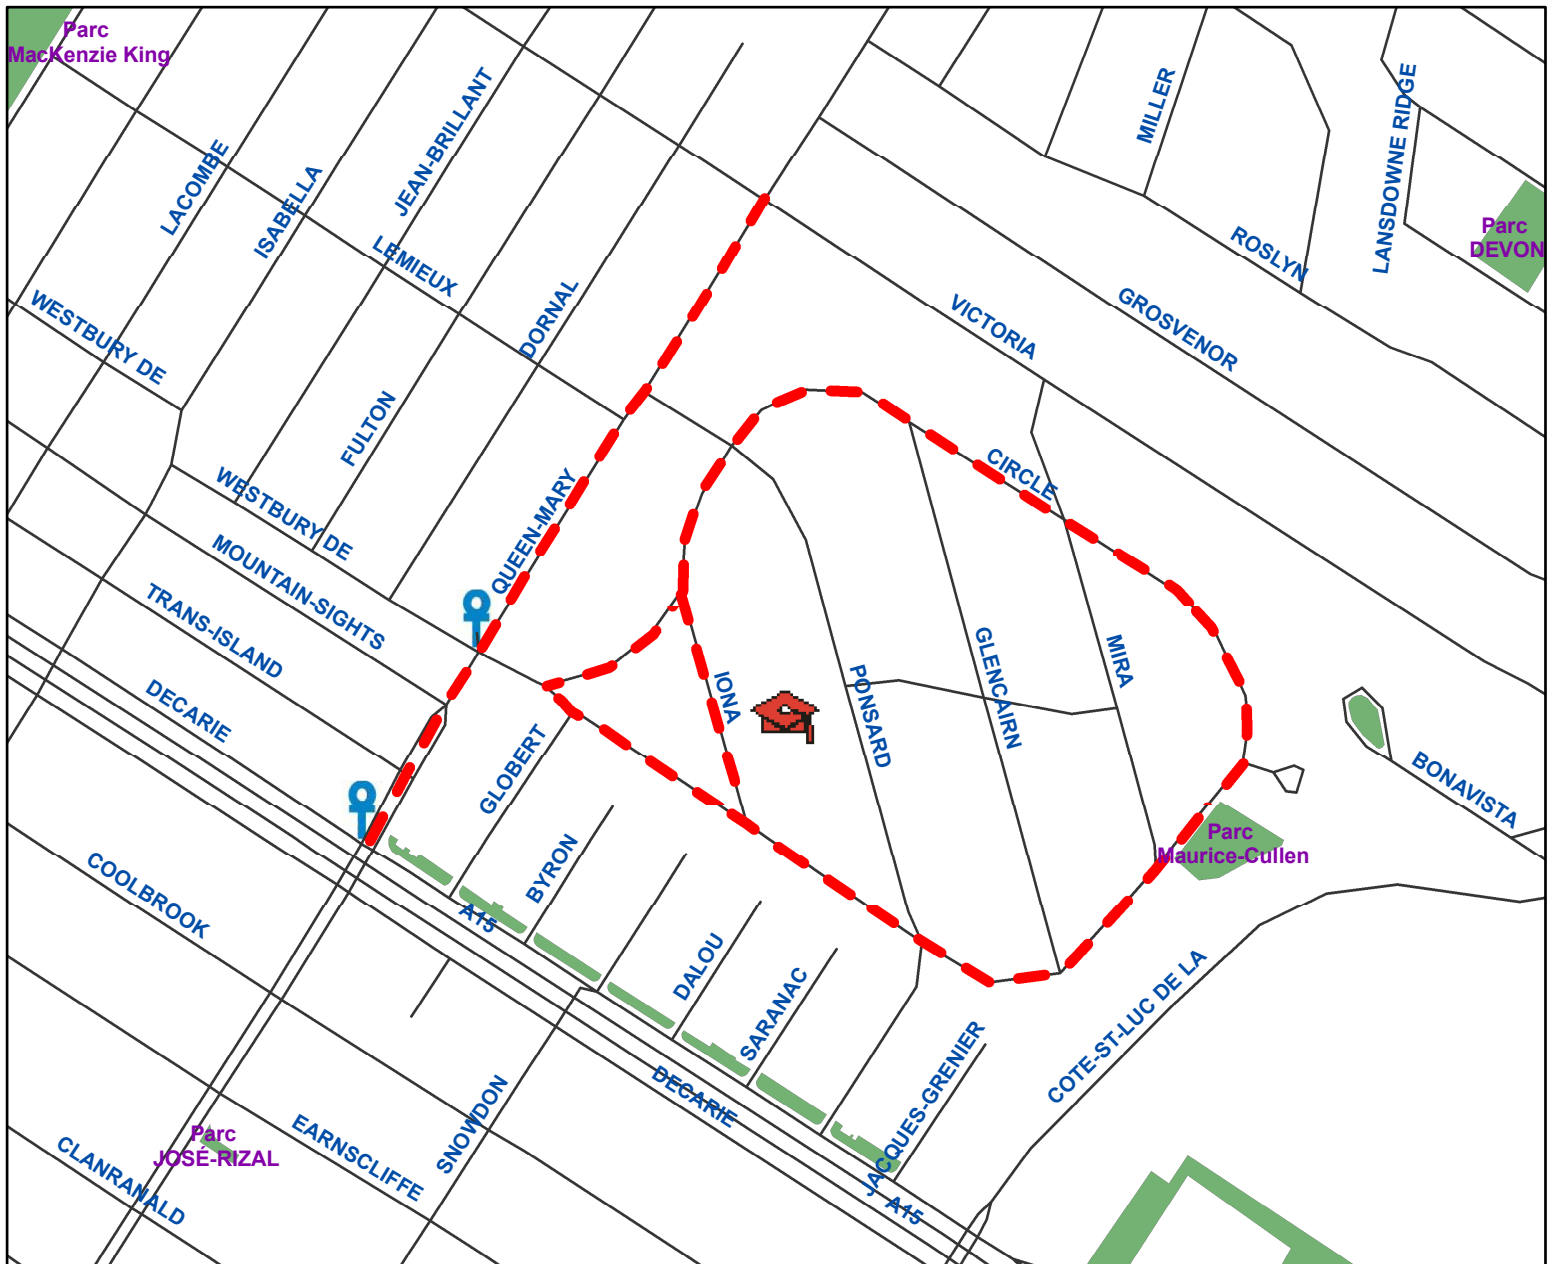 Parc
MacKenzie King
LACOMBE
ISABELLA
JEAN-BRILLANT
MILLER
LANSDOWNE RIDGE
Parc
DEVON
ROSLYN
GROSVENOR
VICTORIA
LEMIEUX
DORNAL
WESTBURY DE
FULTON
WESTBURY DE
QUEEN-MARY
CIRCLE
MOUNTAIN-SIGHTS
TRANS-ISLAND
DECARIE
IONA
PONSARD
GLENCAIRN
MIRA
GLOBERT
BYRON
BONAVISTA
Parc
Maurice-Cullen
COOLBROOK
A15
DALOU
SARANAC
COTE-ST-LUC DE LA
JACQUES-GRENIER
DECARIE
SNOWDON
EARNSCLIFFE
Parc
JOSÉ-RIZAL
CLANRANALD
A15